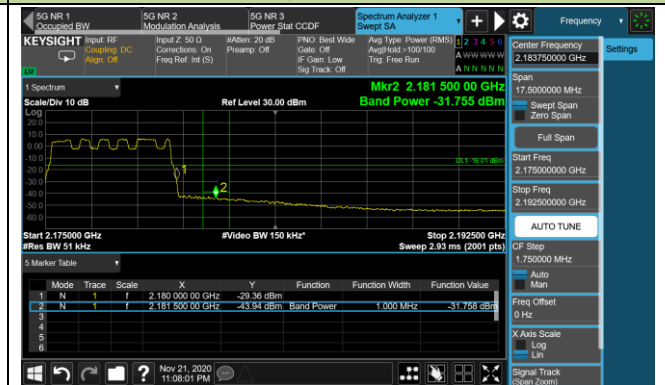 5G NR 1
Occupied BW
5G NR 2
Modulation Analysis
5G NR 3
Power Stat CCDF
Spectrum Analyzer 1
Swept SA
Frequency
KEYSIGHT
Input: RF
Coupling: DC
Align: Off
Input Z: 50 Ω
Corrections: On
Freq Ref: Int (S)
#Atten: 20 dB
Preamp: Off
PNO: Best Wide
Gate: Off
IF Gain: Low
Sig Track: Off
Avg Type: Power (RMS)
Avg|Hold:>100/100
Trig: Free Run
1 2 3 4 5 6
A W W W W W
A N N N N N
1 Spectrum
Scale/Div 10 dB
Ref Level 30.00 dBm
Mkr2 2.181 500 00 GHz
Band Power -31.755 dBm
Log
20.0
10.0
0.00
-10.0
-20.0
-30.0
-40.0
-50.0
-60.0
DL1 -16.01 dBm
1
2
Start 2.175000 GHz
#Res BW 51 kHz
#Video BW 150 kHz*
Stop 2.192500 GHz
Sweep 2.93 ms (2001 pts)
5 Marker Table
Mode Trace Scale X Y Function Function Width Function Value
1 N 1 f 2.180 000 00 GHz -29.36 dBm
2 N 1 f 2.181 500 00 GHz -43.94 dBm Band Power 1.000 MHz -31.758 dBm
3
4
5
6
Nov 21, 2020
11:08:01 PM
Center Frequency
2.183750000 GHz
Settings
Span
17.5000000 MHz
Swept Span
Zero Span
Full Span
Start Freq
2.175000000 GHz
Stop Freq
2.192500000 GHz
AUTO TUNE
CF Step
1.750000 MHz
Auto
Man
Freq Offset
0 Hz
X Axis Scale
Log
Lin
Signal Track
(Span Zoom)